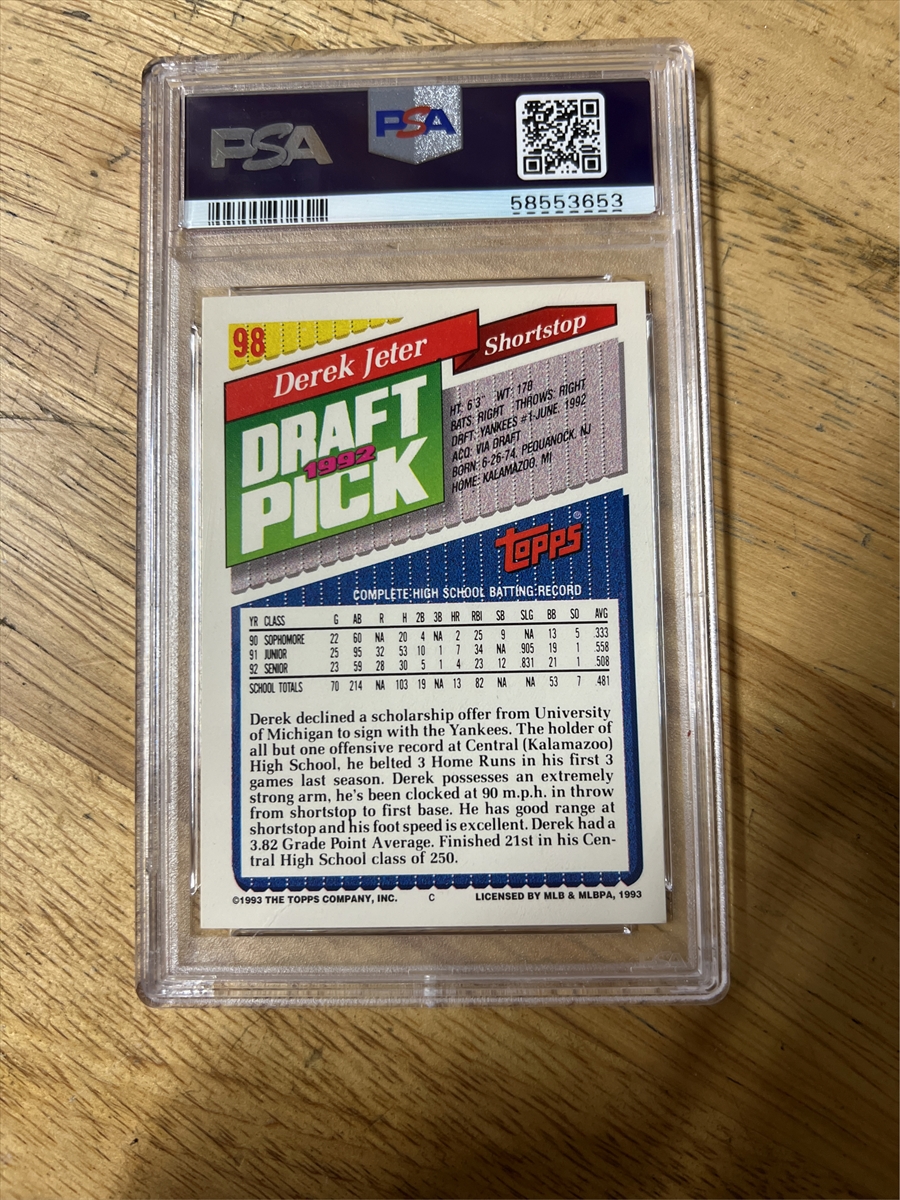 PSA
PSA
58553653
98
Derek Jeter
Shortstop
DRAFT
1992
PICK
HT: 6'3" WT: 178
BATS: RIGHT THROWS: RIGHT
DRFT: YANKEES #1-JUNE, 1992
ACQ: VIA DRAFT
BORN: 6-26-74, PEQUANOCK, NJ
HOME: KALAMAZOO, MI
Topps®
COMPLETE HIGH SCHOOL BATTING RECORD
YR CLASS G AB R H 2B 3B HR RBI SB SLG BB SO AVG
90 SOPHOMORE 22 60 NA 20 4 NA 2 25 9 NA 13 5 .333
91 JUNIOR 25 95 32 53 10 1 7 34 NA .905 19 1 .558
92 SENIOR 23 59 28 30 5 1 4 23 12 .831 21 1 .508
SCHOOL TOTALS 70 214 NA 103 19 NA 13 82 NA NA 53 7 .481
Derek declined a scholarship offer from University
of Michigan to sign with the Yankees. The holder of
all but one offensive record at Central (Kalamazoo)
High School, he belted 3 Home Runs in his first 3
games last season. Derek possesses an extremely
strong arm, he's been clocked at 90 m.p.h. in throw
from shortstop to first base. He has good range at
shortstop and his foot speed is excellent. Derek had a
3.82 Grade Point Average. Finished 21st in his Cen-
tral High School class of 250.
©1993 THE TOPPS COMPANY, INC. C LICENSED BY MLB & MLBPA, 1993